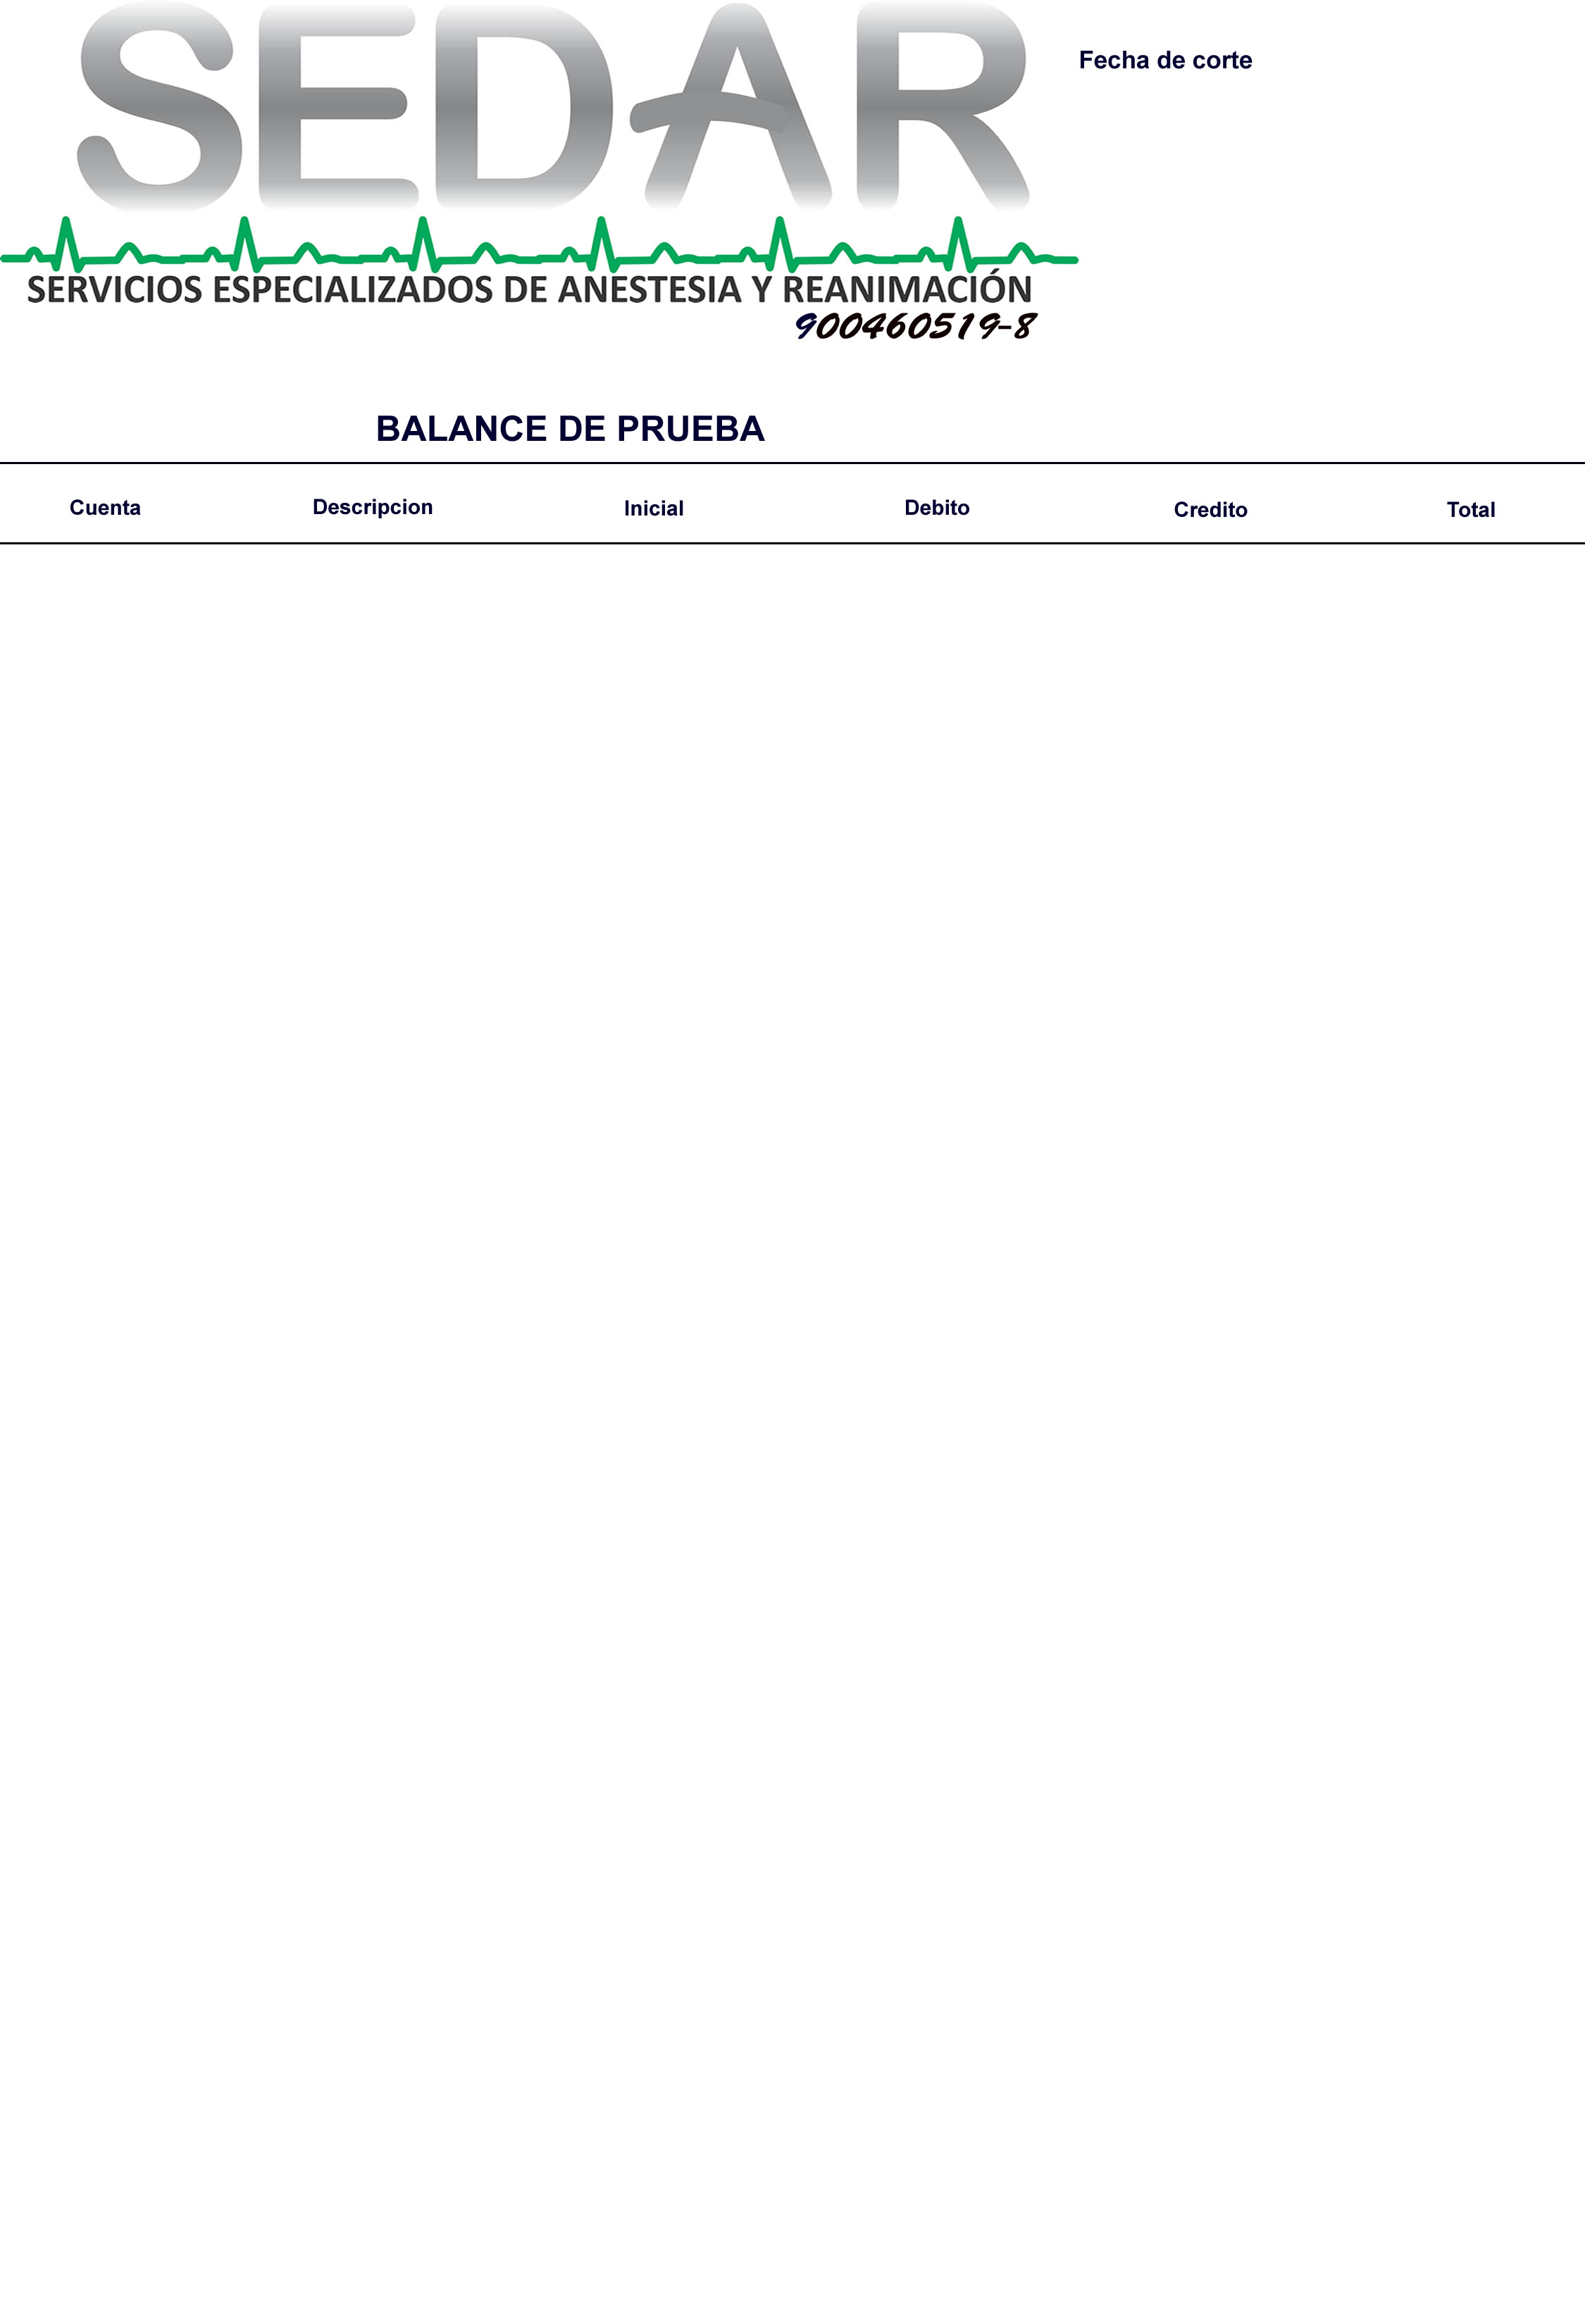 SEDAR
Fecha de corte
SERVICIOS ESPECIALIZADOS DE ANESTESIA Y REANIMACIÓN
900460519-8
BALANCE DE PRUEBA
Cuenta Descripcion Inicial Debito Credito Total